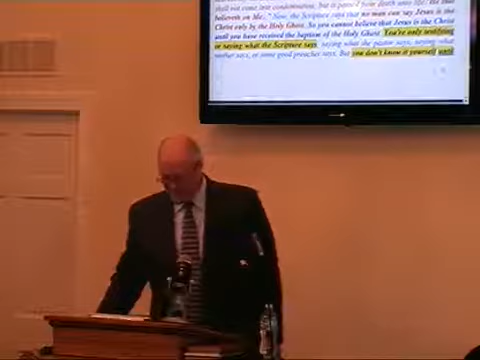 shall not come into condemnation, but is passed from death unto life. He that
believeth on Me." Now, the Scripture says that no man can say Jesus is the
Christ only by the Holy Ghost. So you cannot believe that Jesus is the Christ
until you have received the baptism of the Holy Ghost. You're only testifying
or saying what the Scripture says, saying what the pastor says, saying what
mother says, or some good preacher says. But you don't know it yourself until